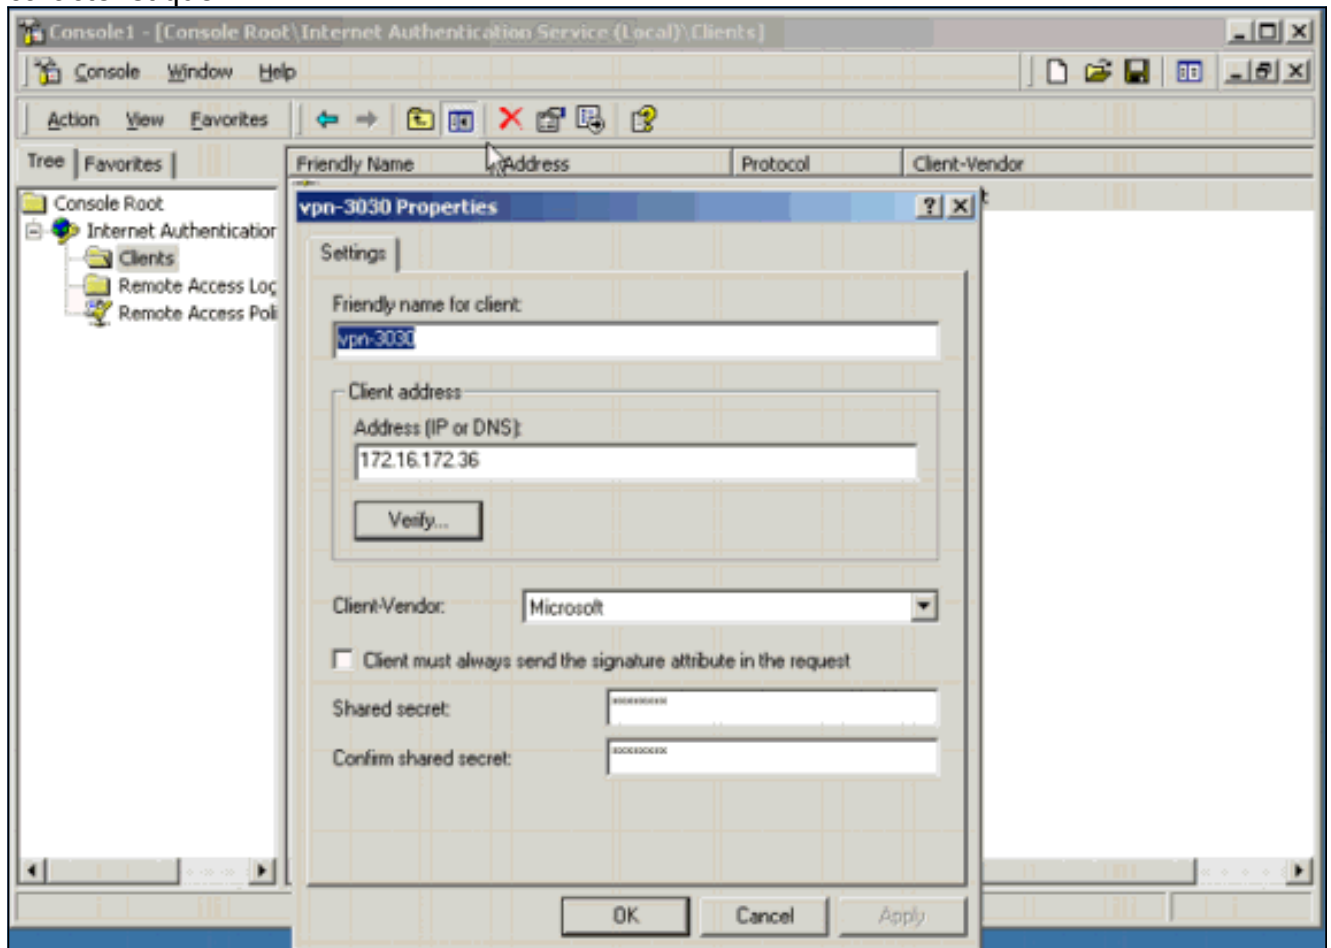 Console1 - [Console Root\Internet Authentication Service (Local)\Clients]
Console Window Help
Action View Favorites
Tree Favorites
Friendly Name Address Protocol Client-Vendor
Console Root
Internet Authentication
Clients
Remote Access Log
Remote Access Poli
vpn-3030 Properties
Settings
Friendly name for client:
vpn-3030
Client address
Address (IP or DNS):
172.16.172.36
Verify...
Client-Vendor: Microsoft
Client must always send the signature attribute in the request
Shared secret: ********
Confirm shared secret: ********
OK Cancel Apply